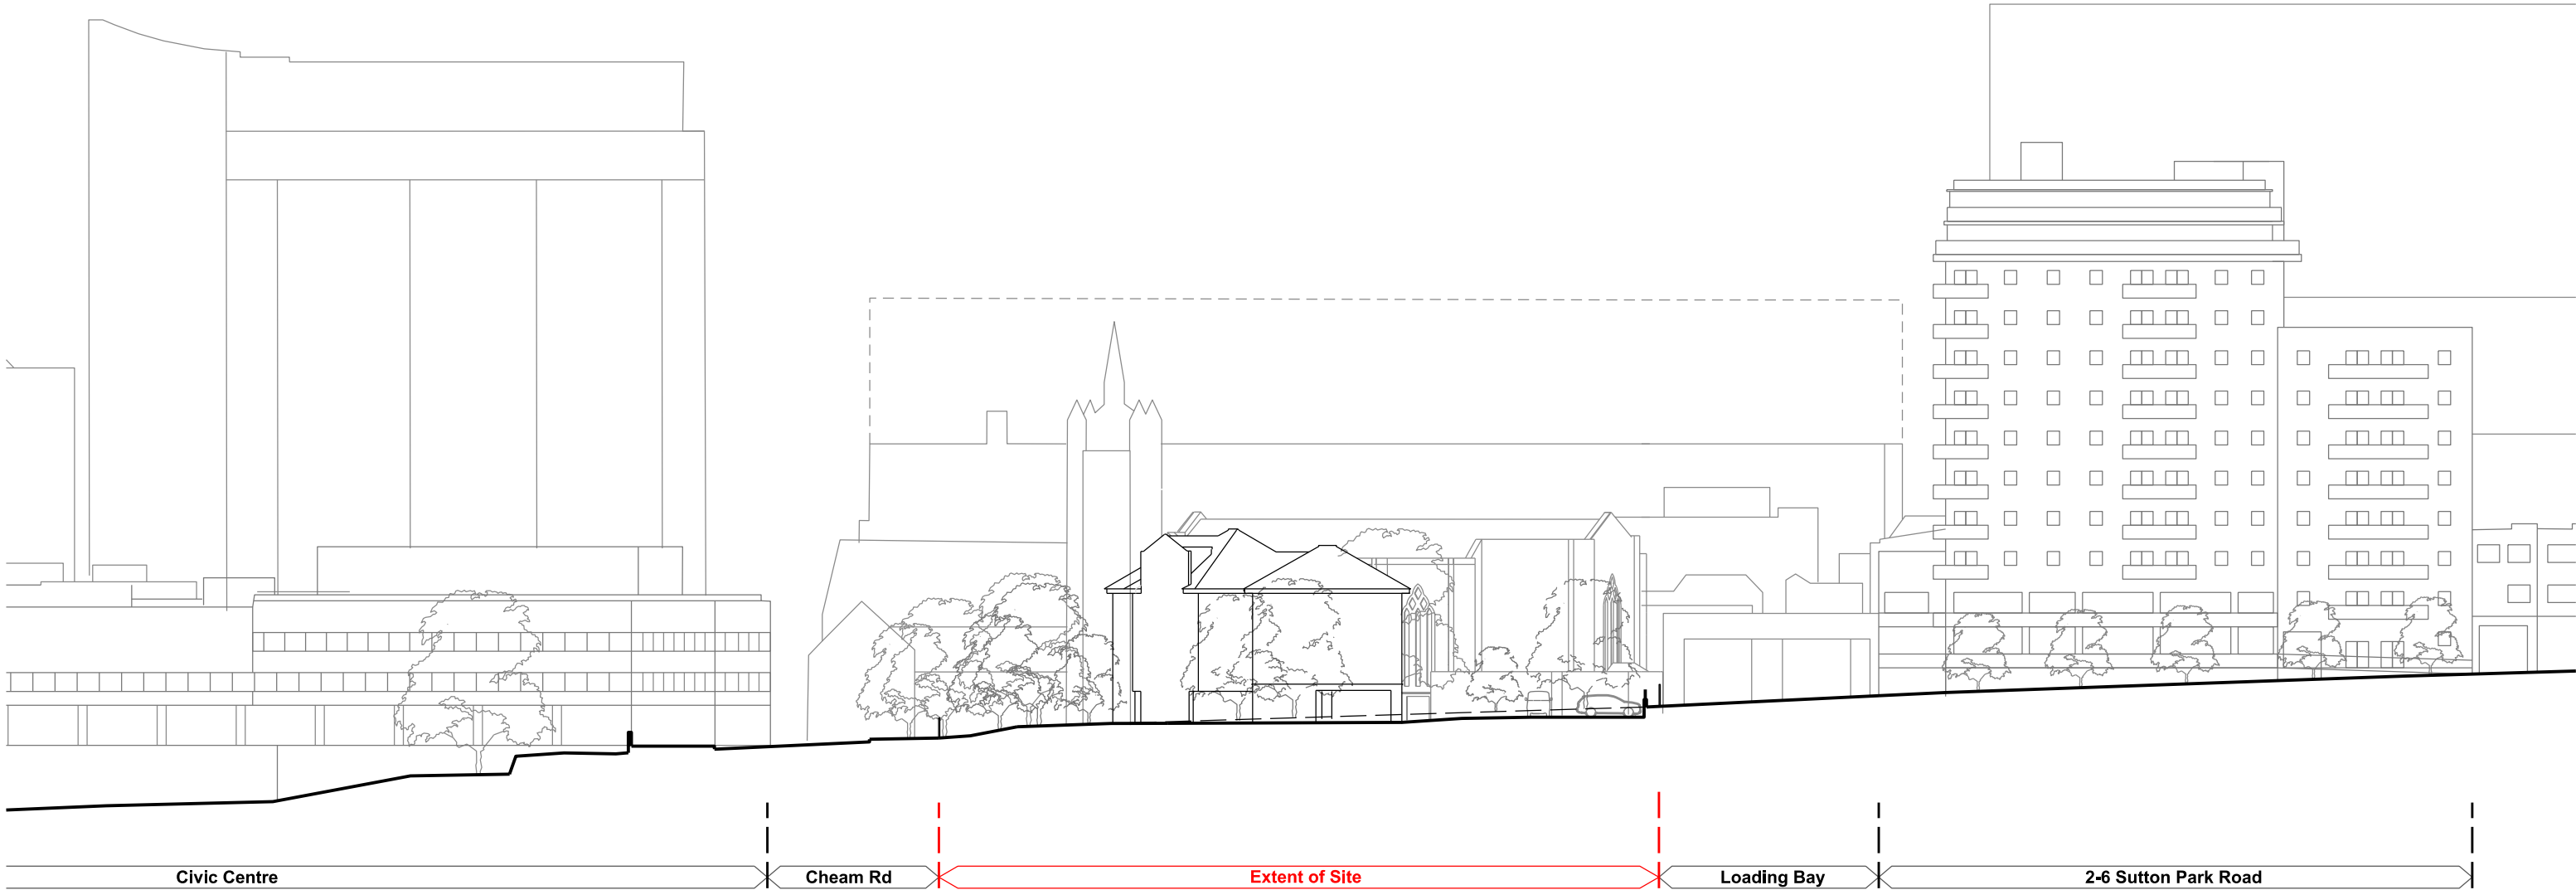 Civic Centre
Cheam Rd
Extent of Site
Loading Bay
2-6 Sutton Park Road